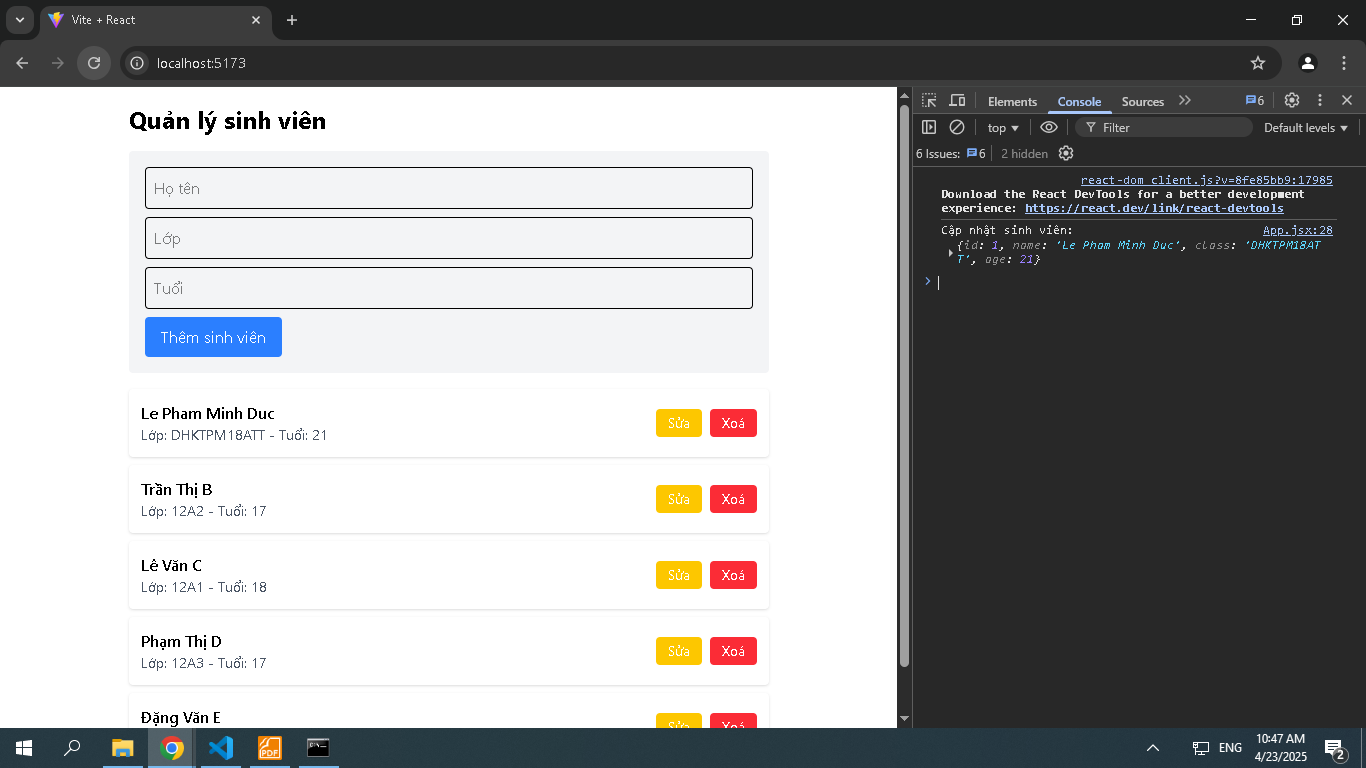 Vite + React
localhost:5173
Quản lý sinh viên
Họ tên
Lớp
Tuổi
Thêm sinh viên
Le Pham Minh Duc
Lớp: DHKTPM18ATT - Tuổi: 21
Sửa Xoá
Trần Thị B
Lớp: 12A2 - Tuổi: 17
Sửa Xoá
Lê Văn C
Lớp: 12A1 - Tuổi: 18
Sửa Xoá
Phạm Thị D
Lớp: 12A3 - Tuổi: 17
Sửa Xoá
Đặng Văn E
Sửa Xoá
Elements Console Sources 6
top Filter Default levels
6 Issues: 6 2 hidden
react-dom_client.js?v=8fe85bb9:17985
Download the React DevTools for a better development
experience: https://react.dev/link/react-devtools
Cập nhật sinh viên: App.jsx:28
{id: 1, name: 'Le Pham Minh Duc', class: 'DHKTPM18AT
T', age: 21}
PDF
ENG
10:47 AM
4/23/2025
2